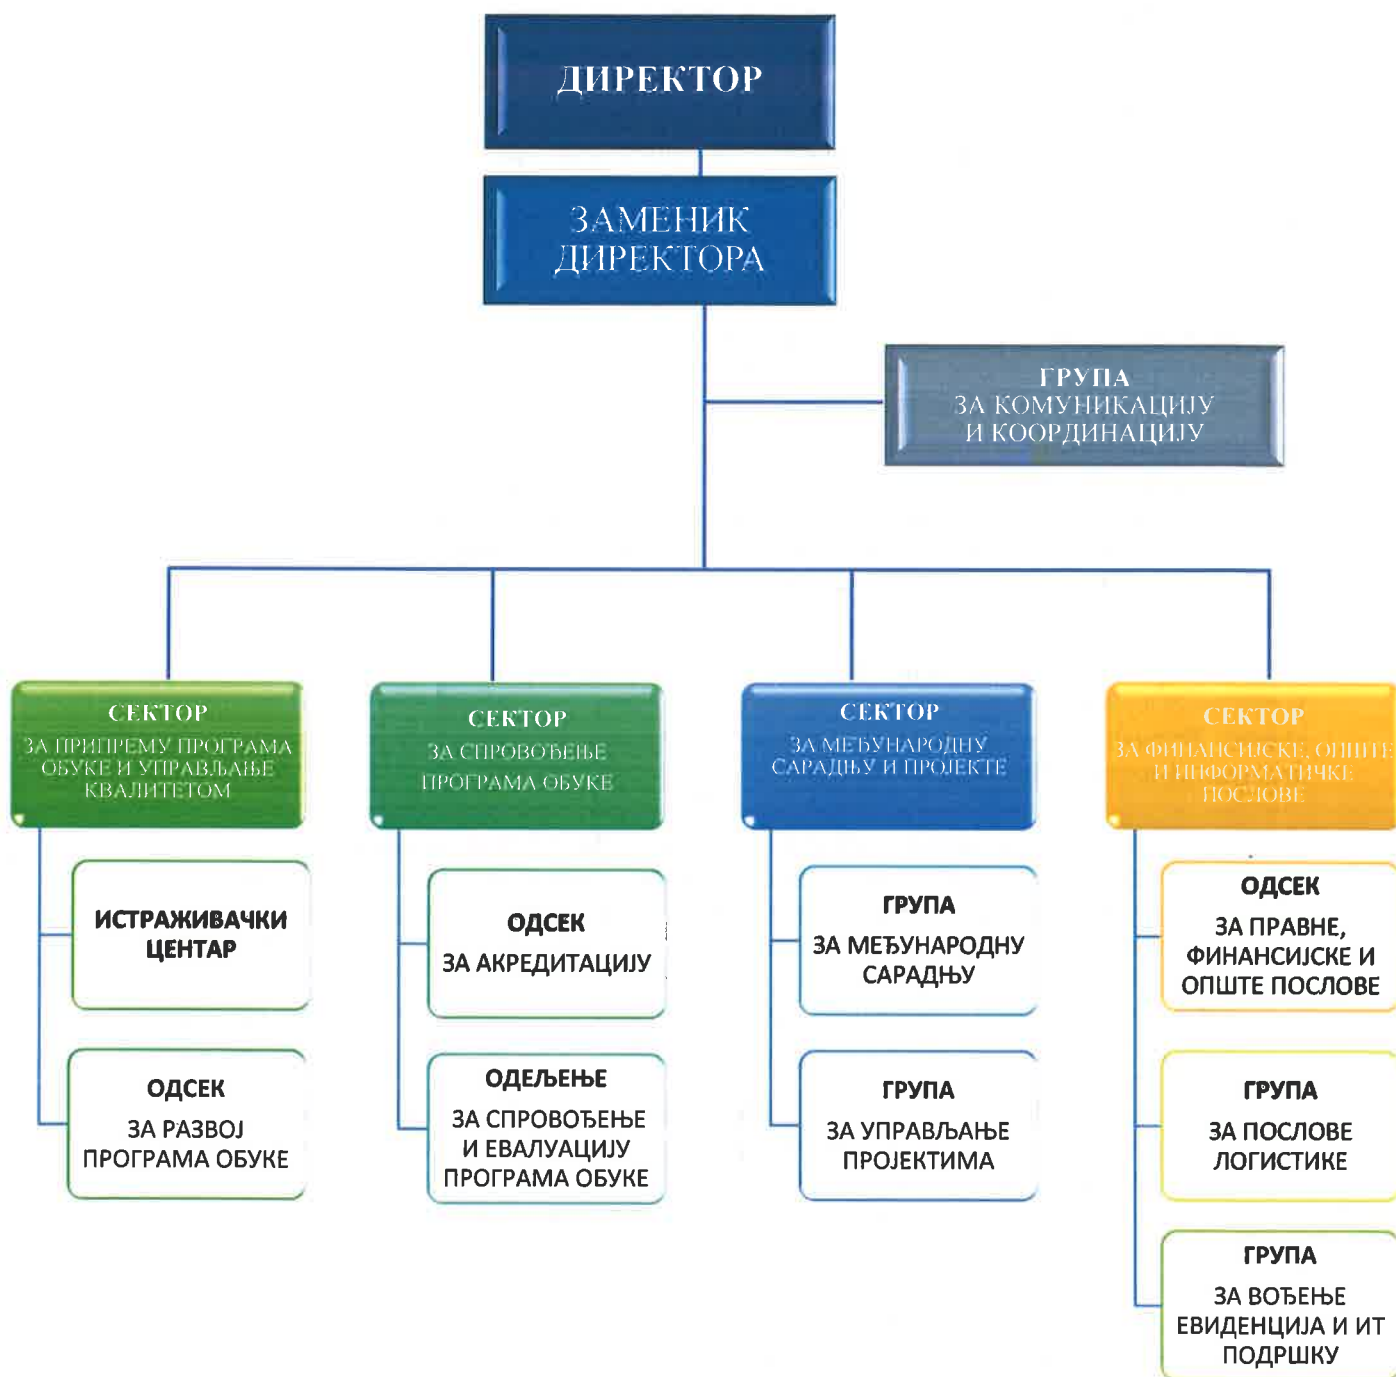 ДИРЕКТОР
ЗАМЕНИК
ДИРЕКТОРА
ГРУПА
ЗА КОМУНИКАЦИЈУ
И КООРДИНАЦИЈУ
СЕКТОР
ЗА ПРИПРЕМУ ПРОГРАМА
ОБУКЕ И УПРАВЉАЊЕ
КВАЛИТЕТОМ
ИСТРАЖИВАЧКИ
ЦЕНТАР
ОДСЕК
ЗА РАЗВОЈ
ПРОГРАМА ОБУКЕ
СЕКТОР
ЗА СПРОВОЂЕЊЕ
ПРОГРАМА ОБУКЕ
ОДСЕК
ЗА АКРЕДИТАЦИЈУ
ОДЕЉЕЊЕ
ЗА СПРОВОЂЕЊЕ
И ЕВАЛУАЦИЈУ
ПРОГРАМА ОБУКЕ
СЕКТОР
ЗА МЕЂУНАРОДНУ
САРАДЊУ И ПРОЈЕКТЕ
ГРУПА
ЗА МЕЂУНАРОДНУ
САРАДЊУ
ГРУПА
ЗА УПРАВЉАЊЕ
ПРОЈЕКТИМА
СЕКТОР
ЗА ФИНАНСИЈСКЕ, ОПШТЕ
И ИНФОРМАТИЧКЕ
ПОСЛОВЕ
ОДСЕК
ЗА ПРАВНЕ,
ФИНАНСИЈСКЕ И
ОПШТЕ ПОСЛОВЕ
ГРУПА
ЗА ПОСЛОВЕ
ЛОГИСТИКЕ
ГРУПА
ЗА ВОЂЕЊЕ
ЕВИДЕНЦИЈА И ИТ
ПОДРШКУ